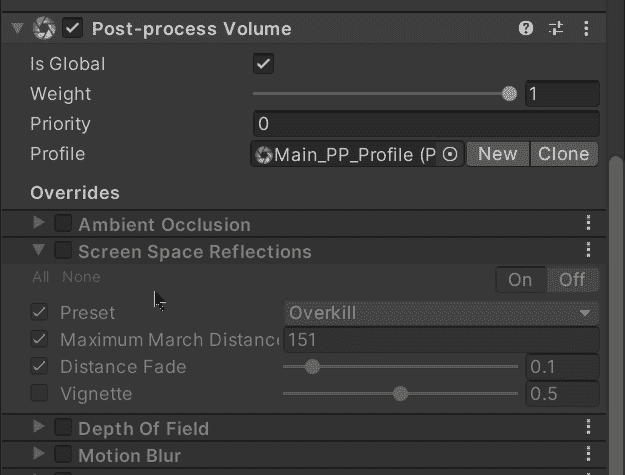 Post-process Volume
Is Global
Weight 1
Priority 0
Profile Main_PP_Profile (P New Clone
Overrides
Ambient Occlusion
Screen Space Reflections
All None On Off
Preset Overkill
Maximum March Distanc 151
Distance Fade 0.1
Vignette 0.5
Depth Of Field
Motion Blur